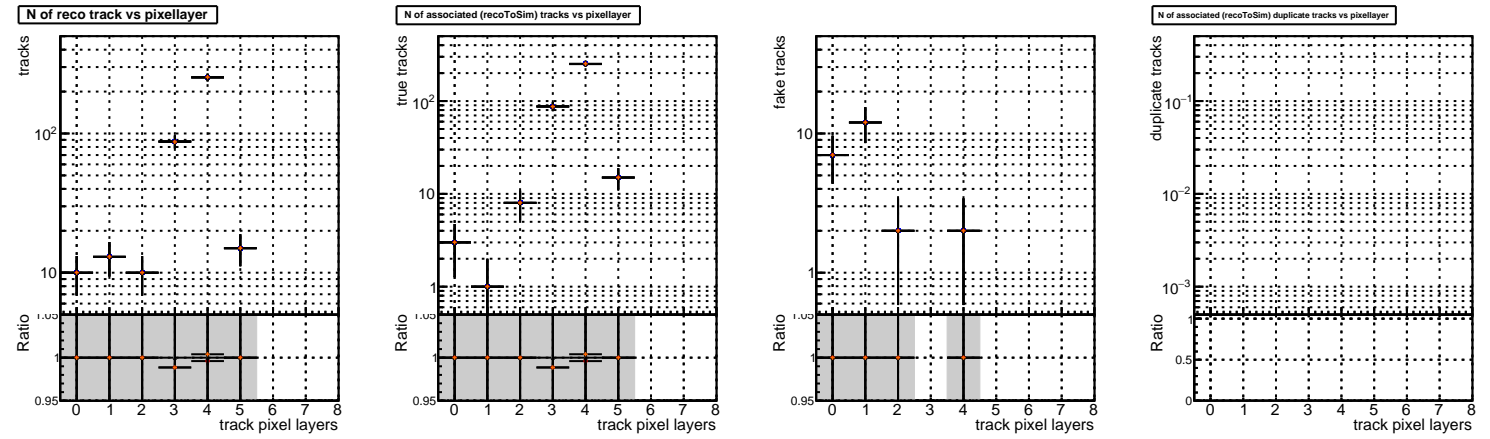 N of reco track vs pixellayer
tracks
10²
10
1.05
Ratio
1
0.95
0 1 2 3 4 5 6 7 8
track pixel layers
N of associated (recoToSim) tracks vs pixellayer
true tracks
10²
10
1
1.05
Ratio
1
0.95
0 1 2 3 4 5 6 7 8
track pixel layers
fake tracks
10
1
1.05
Ratio
1
0.95
0 1 2 3 4 5 6 7 8
track pixel layers
N of associated (recoToSim) duplicate tracks vs pixellayer
duplicate tracks
10⁻¹
10⁻²
10⁻³
Ratio
1
0.5
0
0 1 2 3 4 5 6 7 8
track pixel layers